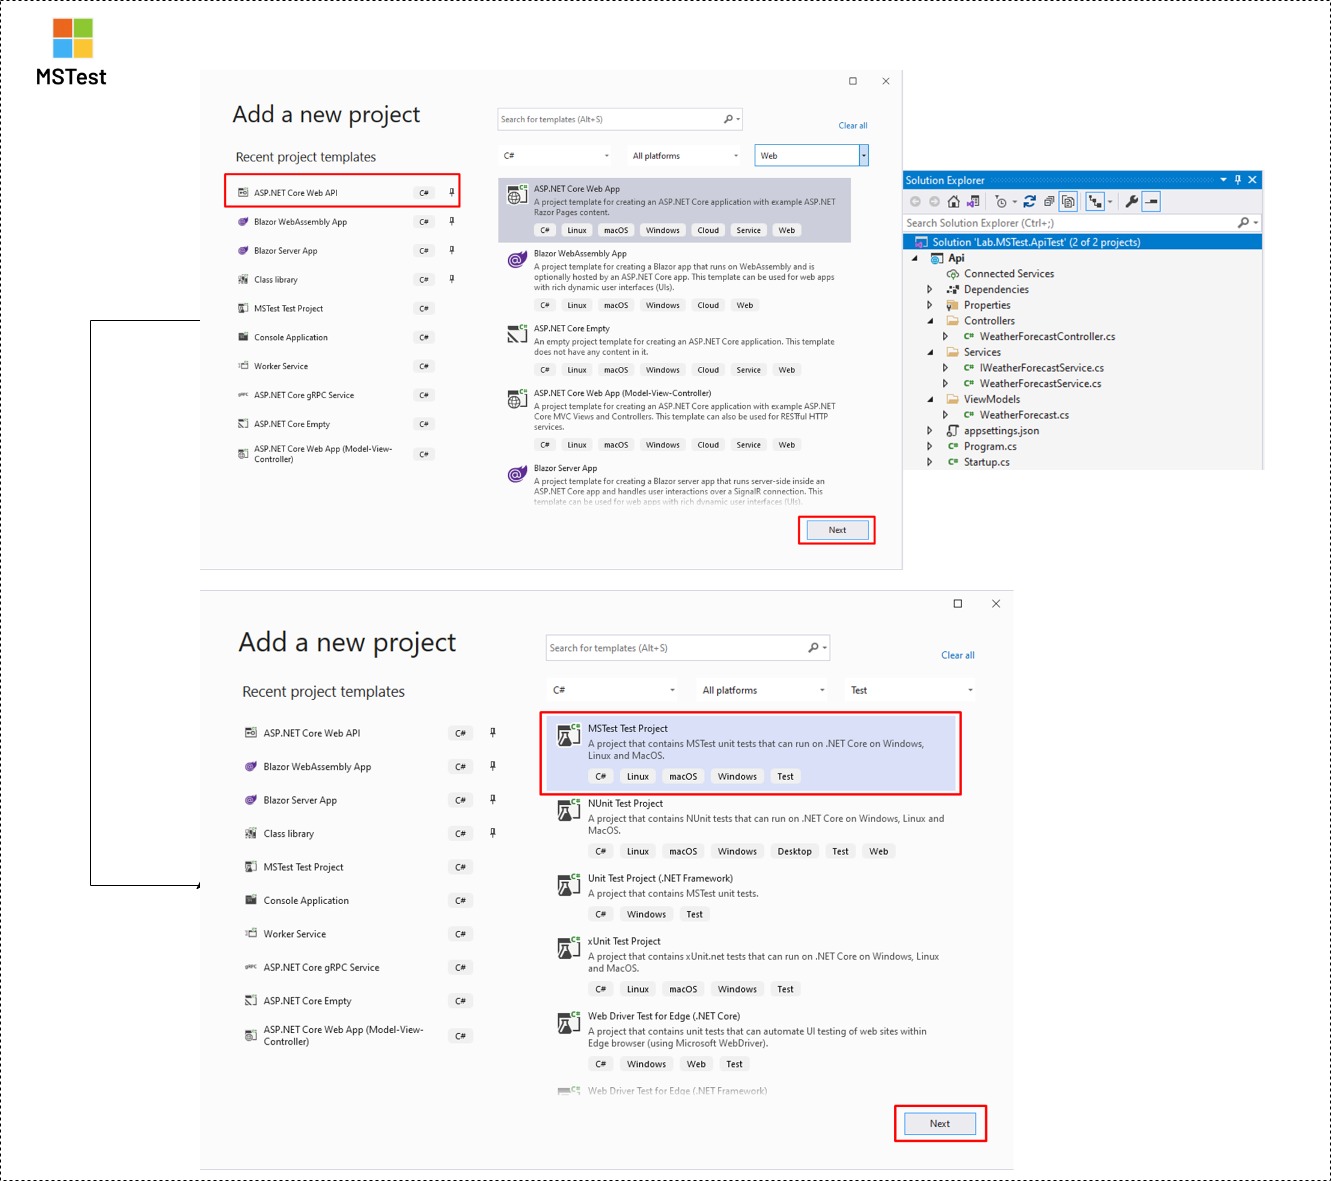 MSTest
Add a new project
Recent project templates
ASP.NET Core Web API C#
Blazor WebAssembly App C#
Blazor Server App C#
Class library C#
MSTest Test Project C#
Console Application C#
Worker Service C#
ASP.NET Core gRPC Service C#
ASP.NET Core Empty C#
ASP.NET Core Web App (Model-View-
Controller) C#
Search for templates (Alt+S)
Clear all
C# All platforms Web
ASP.NET Core Web App
A project template for creating an ASP.NET Core application with example ASP.NET
Razor Pages content.
C# Linux macOS Windows Cloud Service Web
Blazor WebAssembly App
A project template for creating a Blazor app that runs on WebAssembly and is
optionally hosted by an ASP.NET Core app. This template can be used for web apps
with rich dynamic user interfaces (UIs).
C# Linux macOS Windows Cloud Web
ASP.NET Core Empty
An empty project template for creating an ASP.NET Core application. This template
does not have any content in it.
C# Linux macOS Windows Cloud Service Web
ASP.NET Core Web App (Model-View-Controller)
A project template for creating an ASP.NET Core application with example ASP.NET
Core MVC Views and Controllers. This template can also be used for RESTful HTTP
services.
C# Linux macOS Windows Cloud Service Web
Blazor Server App
A project template for creating a Blazor server app that runs server-side inside an
ASP.NET Core app and handles user interactions over a SignalR connection. This
template can be used for web apps with rich dynamic user interfaces (UIs).
Next
Solution Explorer
Search Solution Explorer (Ctrl+;)
Solution 'Lab.MSTest.ApiTest' (2 of 2 projects)
Api
Connected Services
Dependencies
Properties
Controllers
C# WeatherForecastController.cs
Services
C# IWeatherForecastService.cs
C# WeatherForecastService.cs
ViewModels
C# WeatherForecast.cs
appsettings.json
C# Program.cs
C# Startup.cs
Add a new project
Recent project templates
ASP.NET Core Web API C#
Blazor WebAssembly App C#
Blazor Server App C#
Class library C#
MSTest Test Project C#
Console Application C#
Worker Service C#
ASP.NET Core gRPC Service C#
ASP.NET Core Empty C#
ASP.NET Core Web App (Model-View-
Controller) C#
Search for templates (Alt+S)
Clear all
C# All platforms Test
MSTest Test Project
A project that contains MSTest unit tests that can run on .NET Core on Windows,
Linux and MacOS.
C# Linux macOS Windows Test
NUnit Test Project
A project that contains NUnit tests that can run on .NET Core on Windows, Linux and
MacOS.
C# Linux macOS Windows Desktop Test Web
Unit Test Project (.NET Framework)
A project that contains MSTest unit tests.
C# Windows Test
xUnit Test Project
A project that contains xUnit.net tests that can run on .NET Core on Windows, Linux
and MacOS.
C# Linux macOS Windows Test
Web Driver Test for Edge (.NET Core)
A project that contains unit tests that can automate UI testing of web sites within
Edge browser (using Microsoft WebDriver).
C# Windows Web Test
Web Driver Test for Edge (.NET Framework)
Next